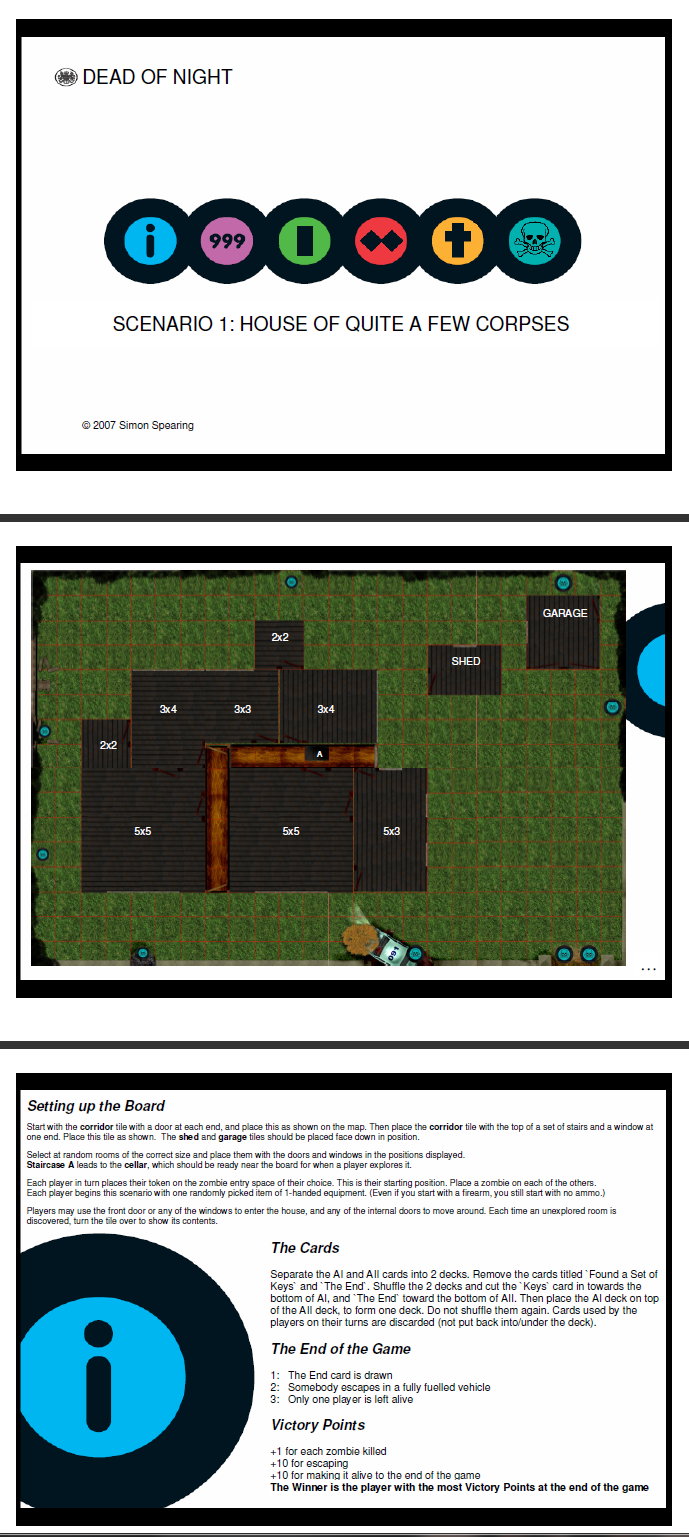 DEAD OF NIGHT
999
SCENARIO 1: HOUSE OF QUITE A FEW CORPSES
© 2007 Simon Spearing
GARAGE
2x2
SHED
3x4 3x3 3x4
2x2
A
5x5 5x5 5x3
091
...
Setting up the Board
Start with the corridor tile with a door at each end, and place this as shown on the map. Then place the corridor tile with the top of a set of stairs and a window at
one end. Place this tile as shown. The shed and garage tiles should be placed face down in position.
Select at random rooms of the correct size and place them with the doors and windows in the positions displayed.
Staircase A leads to the cellar, which should be ready near the board for when a player explores it.
Each player in turn places their token on the zombie entry space of their choice. This is their starting position. Place a zombie on each of the others.
Each player begins this scenario with one randomly picked item of 1-handed equipment. (Even if you start with a firearm, you still start with no ammo.)
Players may use the front door or any of the windows to enter the house, and any of the internal doors to move around. Each time an unexplored room is
discovered, turn the tile over to show its contents.
The Cards
Separate the AI and AII cards into 2 decks. Remove the cards titled `Found a Set of
Keys` and `The End`. Shuffle the 2 decks and cut the `Keys` card in towards the
bottom of AI, and `The End` toward the bottom of AII. Then place the AI deck on top
of the AII deck, to form one deck. Do not shuffle them again. Cards used by the
players on their turns are discarded (not put back into/under the deck).
The End of the Game
1: The End card is drawn
2: Somebody escapes in a fully fuelled vehicle
3: Only one player is left alive
Victory Points
+1 for each zombie killed
+10 for escaping
+10 for making it alive to the end of the game
The Winner is the player with the most Victory Points at the end of the game